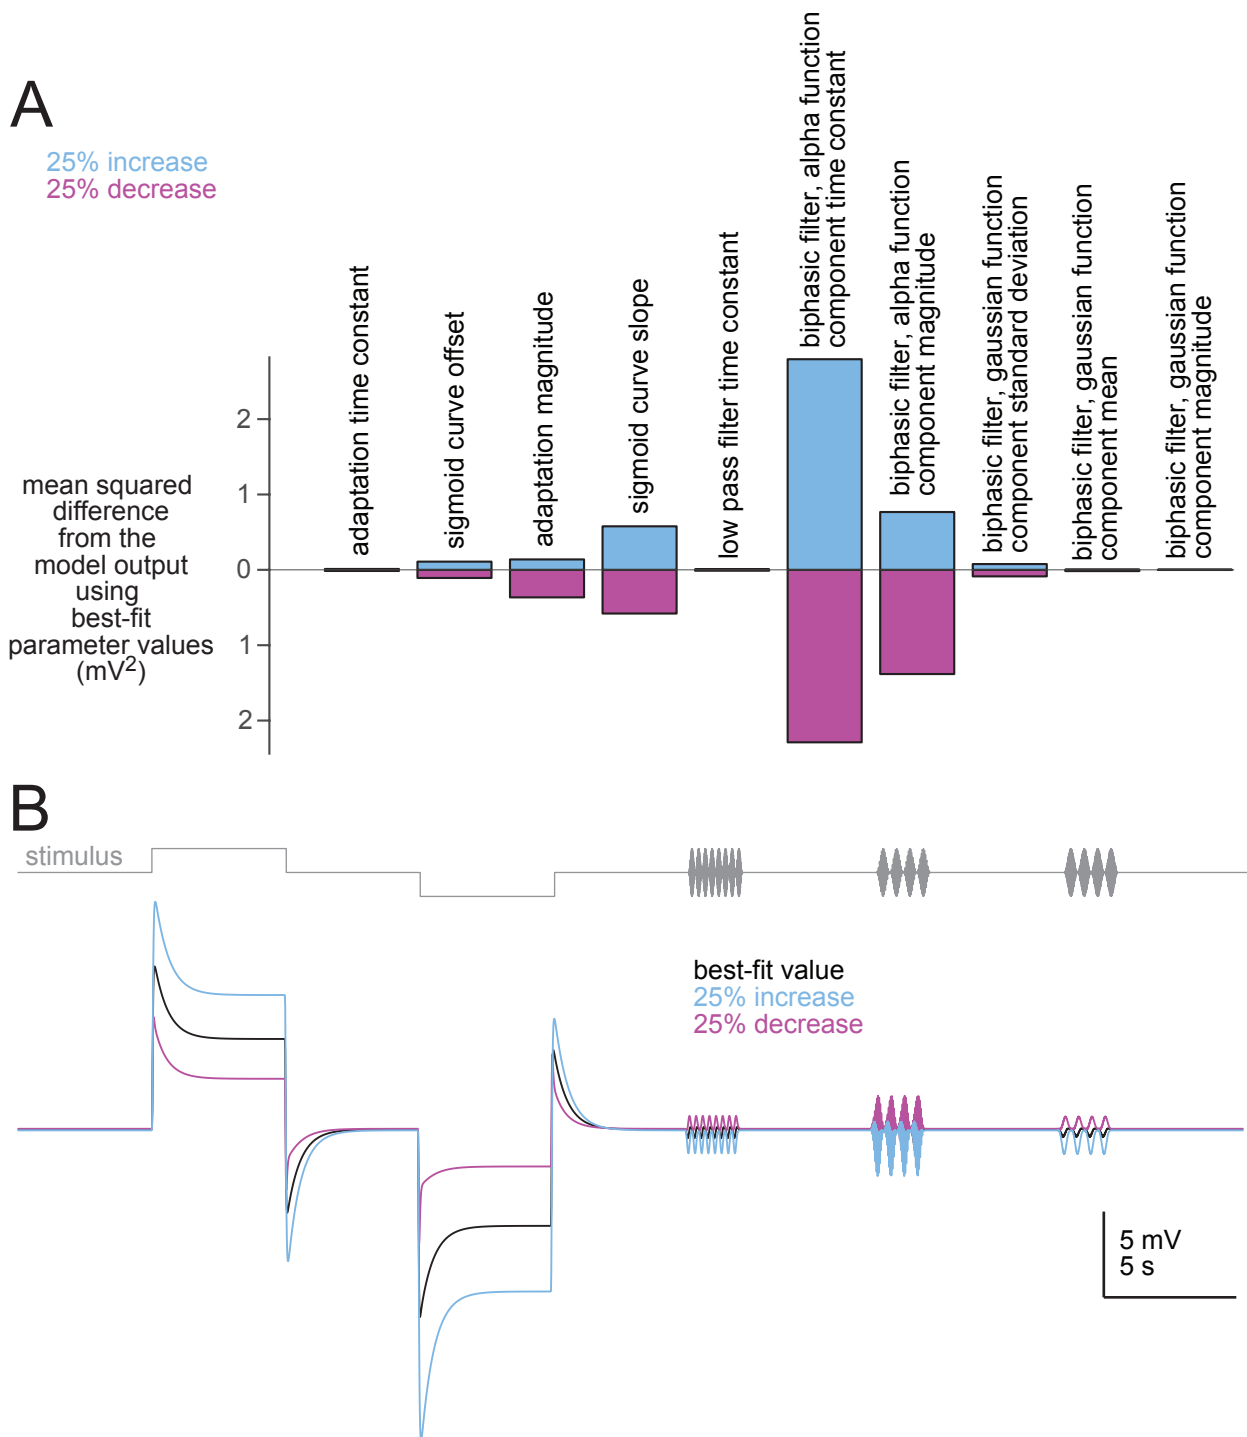 A
25% increase
25% decrease
adaptation time constant
sigmoid curve offset
adaptation magnitude
sigmoid curve slope
low pass filter time constant
biphasic filter, alpha function
component time constant
biphasic filter, alpha function
component magnitude
biphasic filter, gaussian function
component standard deviation
biphasic filter, gaussian function
component mean
biphasic filter, gaussian function
component magnitude
mean squared
difference
from the
model output
using
best-fit
parameter values
(mV²)
2
1
0
1
2
B
stimulus
best-fit value
25% increase
25% decrease
5 mV
5 s